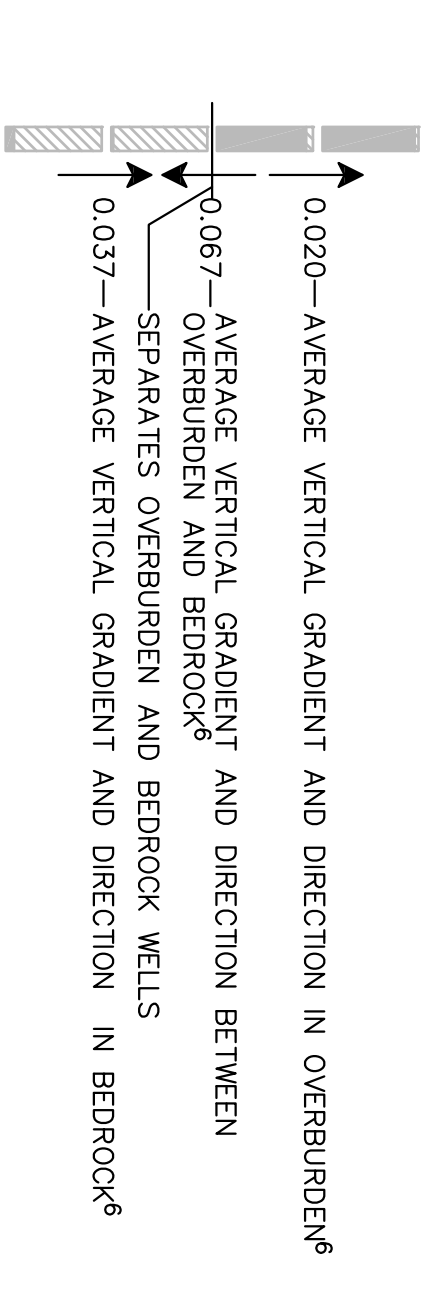 0.020—AVERAGE VERTICAL GRADIENT AND DIRECTION IN OVERBURDEN⁶
0.067—AVERAGE VERTICAL GRADIENT AND DIRECTION BETWEEN
OVERBURDEN AND BEDROCK⁶
SEPARATES OVERBURDEN AND BEDROCK WELLS
0.037—AVERAGE VERTICAL GRADIENT AND DIRECTION IN BEDROCK⁶